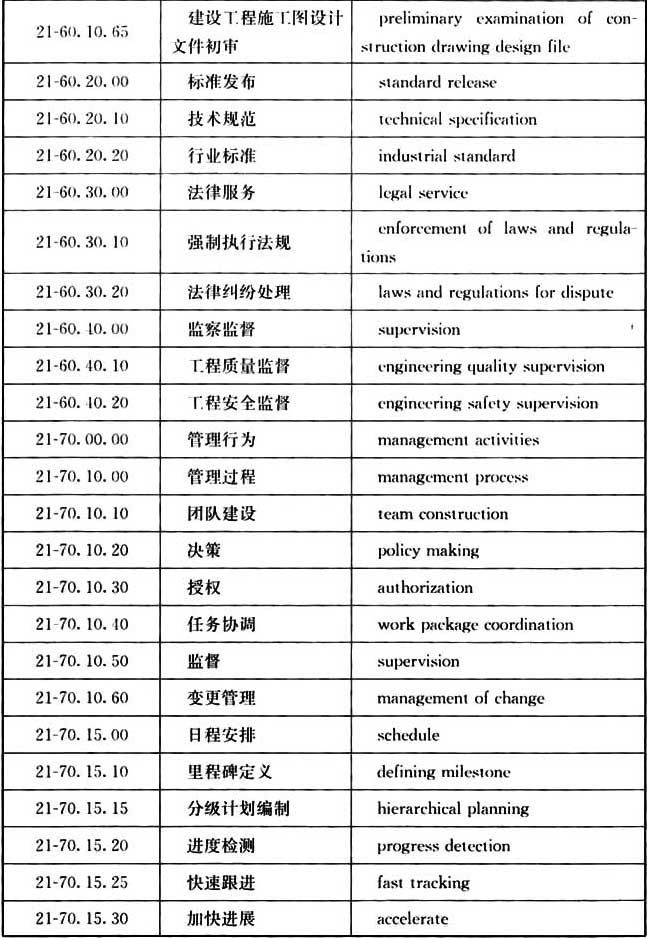 21-60.10.65 建设工程施工图设计 preliminary examination of con-
文件初审 struction drawing design file
21-60.20.00 标准发布 standard release
21-60.20.10 技术规范 technical specification
21-60.20.20 行业标准 industrial standard
21-60.30.00 法律服务 legal service
21-60.30.10 强制执行法规 enforcement of laws and regula-
tions
21-60.30.20 法律纠纷处理 laws and regulations for dispute
21-60.40.00 监察监督 supervision
21-60.40.10 工程质量监督 engineering quality supervision
21-60.40.20 工程安全监督 engineering safety supervision
21-70.00.00 管理行为 management activities
21-70.10.00 管理过程 management process
21-70.10.10 团队建设 team construction
21-70.10.20 决策 policy making
21-70.10.30 授权 authorization
21-70.10.40 任务协调 work package coordination
21-70.10.50 监督 supervision
21-70.10.60 变更管理 management of change
21-70.15.00 日程安排 schedule
21-70.15.10 里程碑定义 defining milestone
21-70.15.15 分级计划编制 hierarchical planning
21-70.15.20 进度检测 progress detection
21-70.15.25 快速跟进 fast tracking
21-70.15.30 加快进展 accelerate